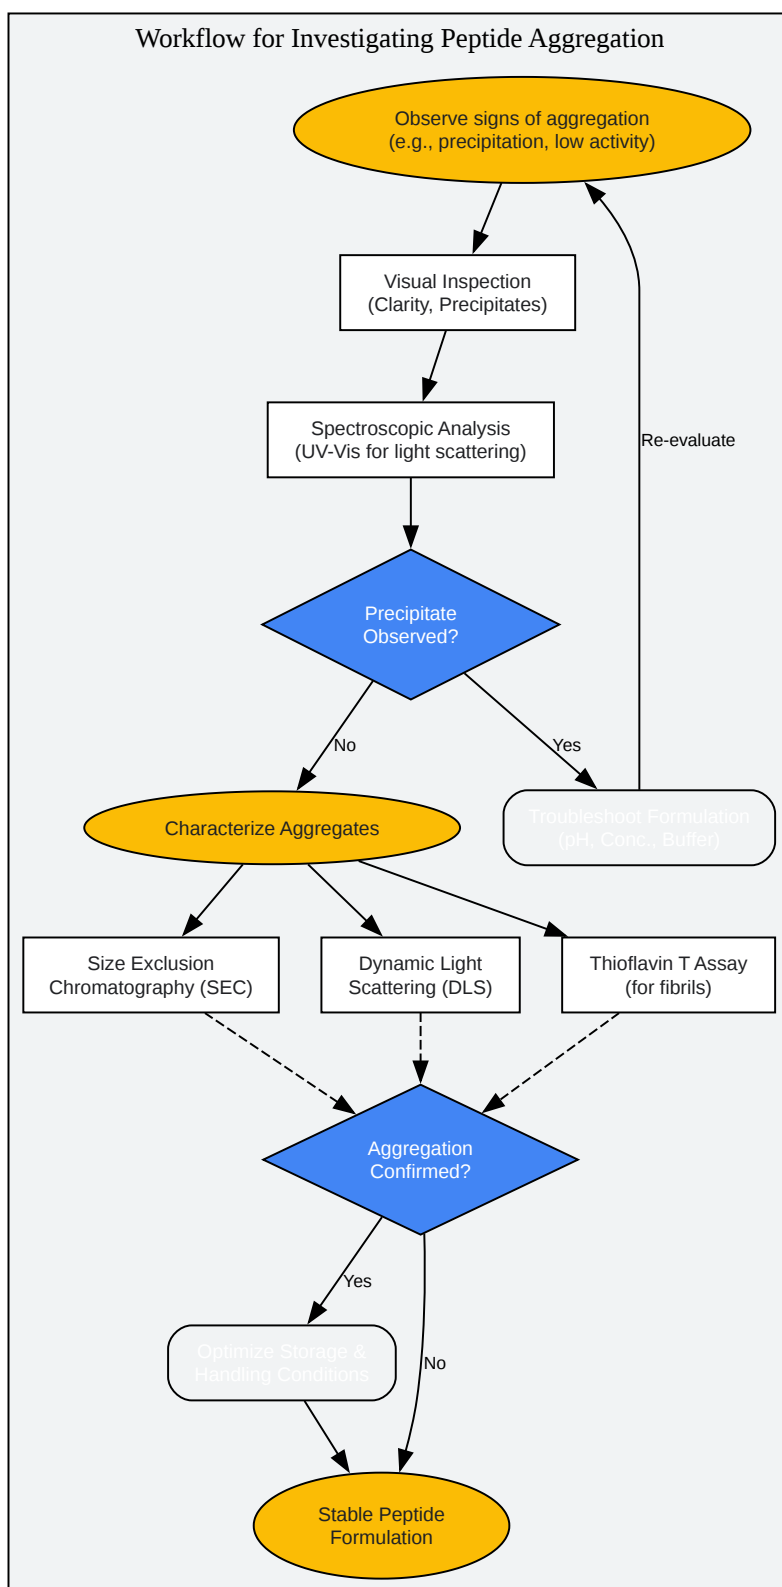 Workflow for Investigating Peptide Aggregation
Observe signs of aggregation
(e.g., precipitation, low activity)
Visual Inspection
(Clarity, Precipitates)
Spectroscopic Analysis
(UV-Vis for light scattering)
Re-evaluate
Precipitate
Observed?
No
Yes
Troubleshoot Formulation
(pH, Conc., Buffer)
Characterize Aggregates
Size Exclusion
Chromatography (SEC)
Dynamic Light
Scattering (DLS)
Thioflavin T Assay
(for fibrils)
Aggregation
Confirmed?
Yes
No
Optimize Storage &
Handling Conditions
Stable Peptide
Formulation